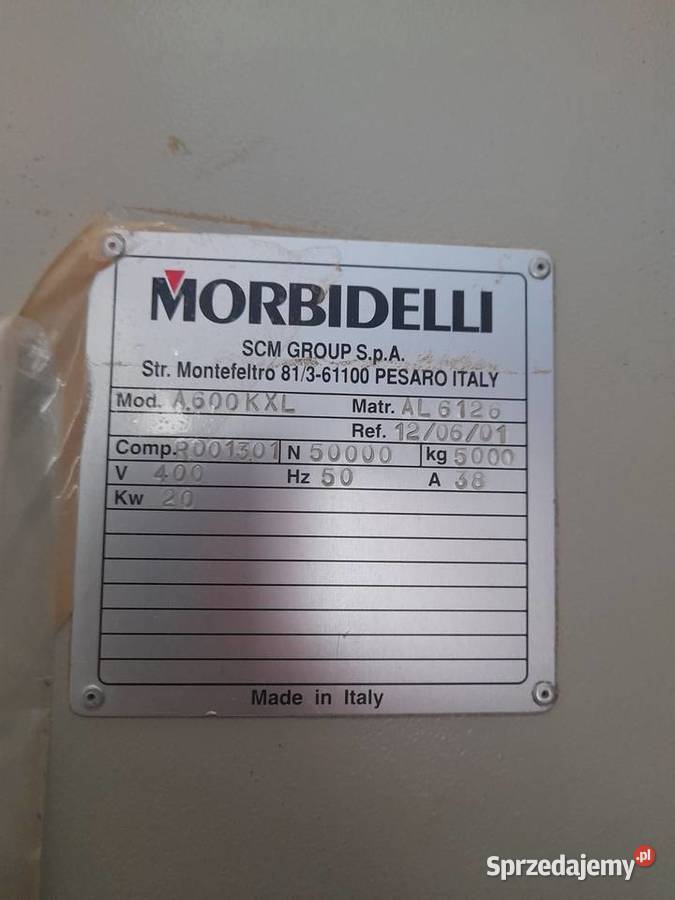 MORBIDELLI
SCM GROUP S.p.A.
Str. Montefeltro 81/3-61100 PESARO ITALY
Mod. A600KXL Matr. AL6126
Ref. 12/06/01
Comp. R001301 N 50000 kg 5000
V 400 Hz 50 A 38
Kw 20
Made in Italy
Sprzedajemy.pl